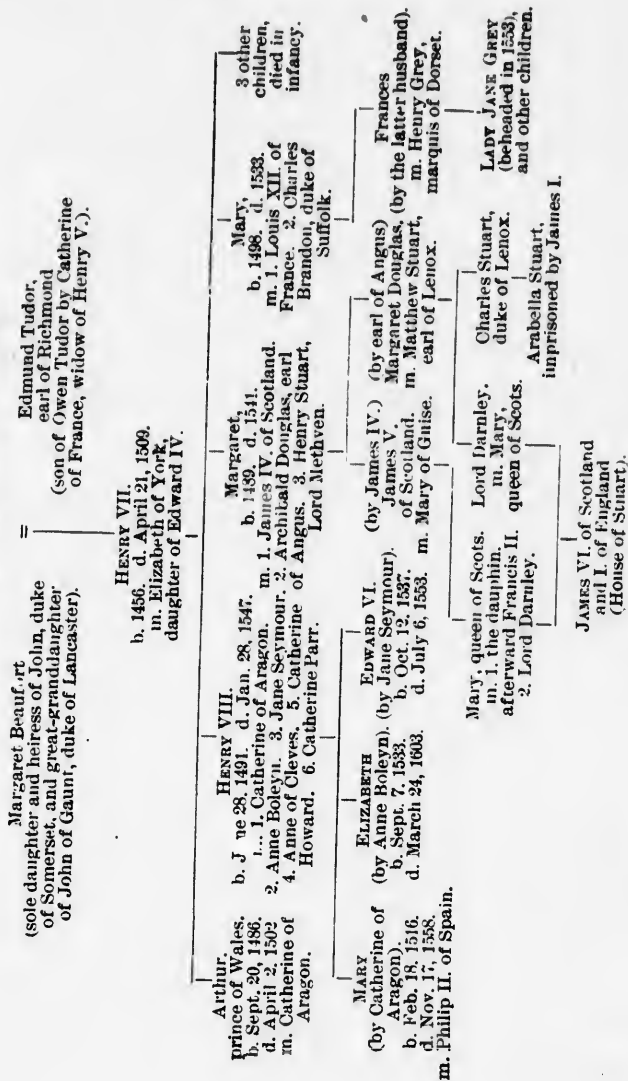 Margaret Beaufort
(sole daughter and heiress of John, duke
of Somerset, and great-granddaughter
of John of Gaunt, duke of Lancaster).
=
Edmund Tudor,
earl of Richmond
(son of Owen Tudor by Catherine
of France, widow of Henry V.).
HENRY VII.
b. 1456. d. April 21, 1509.
m. Elizabeth of York,
daughter of Edward IV.
Arthur,
prince of Wales.
b. Sept. 20, 1486.
d. April 2, 1502
m. Catherine of
Aragon.
HENRY VIII.
b. J ne 28, 1491. d. Jan. 28, 1547.
1. Catherine of Aragon.
2. Anne Boleyn. 3. Jane Seymour.
4. Anne of Cleves. 5. Catherine
Howard. 6. Catherine Parr.
Margaret,
b. 1489. d. 1541.
m. 1. James IV. of Scotland.
2. Archibald Douglas, earl
of Angus. 3. Henry Stuart,
Lord Methven.
Mary,
b. 1498. d. 1533.
m. 1. Louis XII. of
France. 2. Charles
Brandon, duke of
Suffolk.
3 other
children,
died in
infancy.
MARY
(by Catherine of
Aragon).
b. Feb. 18, 1516.
d. Nov. 17, 1558.
m. Philip II. of Spain.
ELIZABETH
(by Anne Boleyn).
b. Sept. 7, 1533.
d. March 24, 1603.
EDWARD VI.
(by Jane Seymour).
b. Oct. 12, 1537.
d. July 6, 1553.
(by James IV.)
James V.
of Scotland.
m. Mary of Guise.
(by earl of Angus)
Margaret Douglas,
m. Matthew Stuart,
earl of Lenox.
Frances
(by the latter husband).
m. Henry Grey,
marquis of Dorset.
Mary, queen of Scots.
m. 1. the dauphin,
afterward Francis II.
2. Lord Darnley.
Lord Darnley.
m. Mary,
queen of Scots.
Charles Stuart,
duke of Lenox.
LADY JANE GREY
(beheaded in 1553),
and other children.
Arabella Stuart,
imprisoned by James I.
JAMES VI. of Scotland
and I. of England
(House of Stuart).